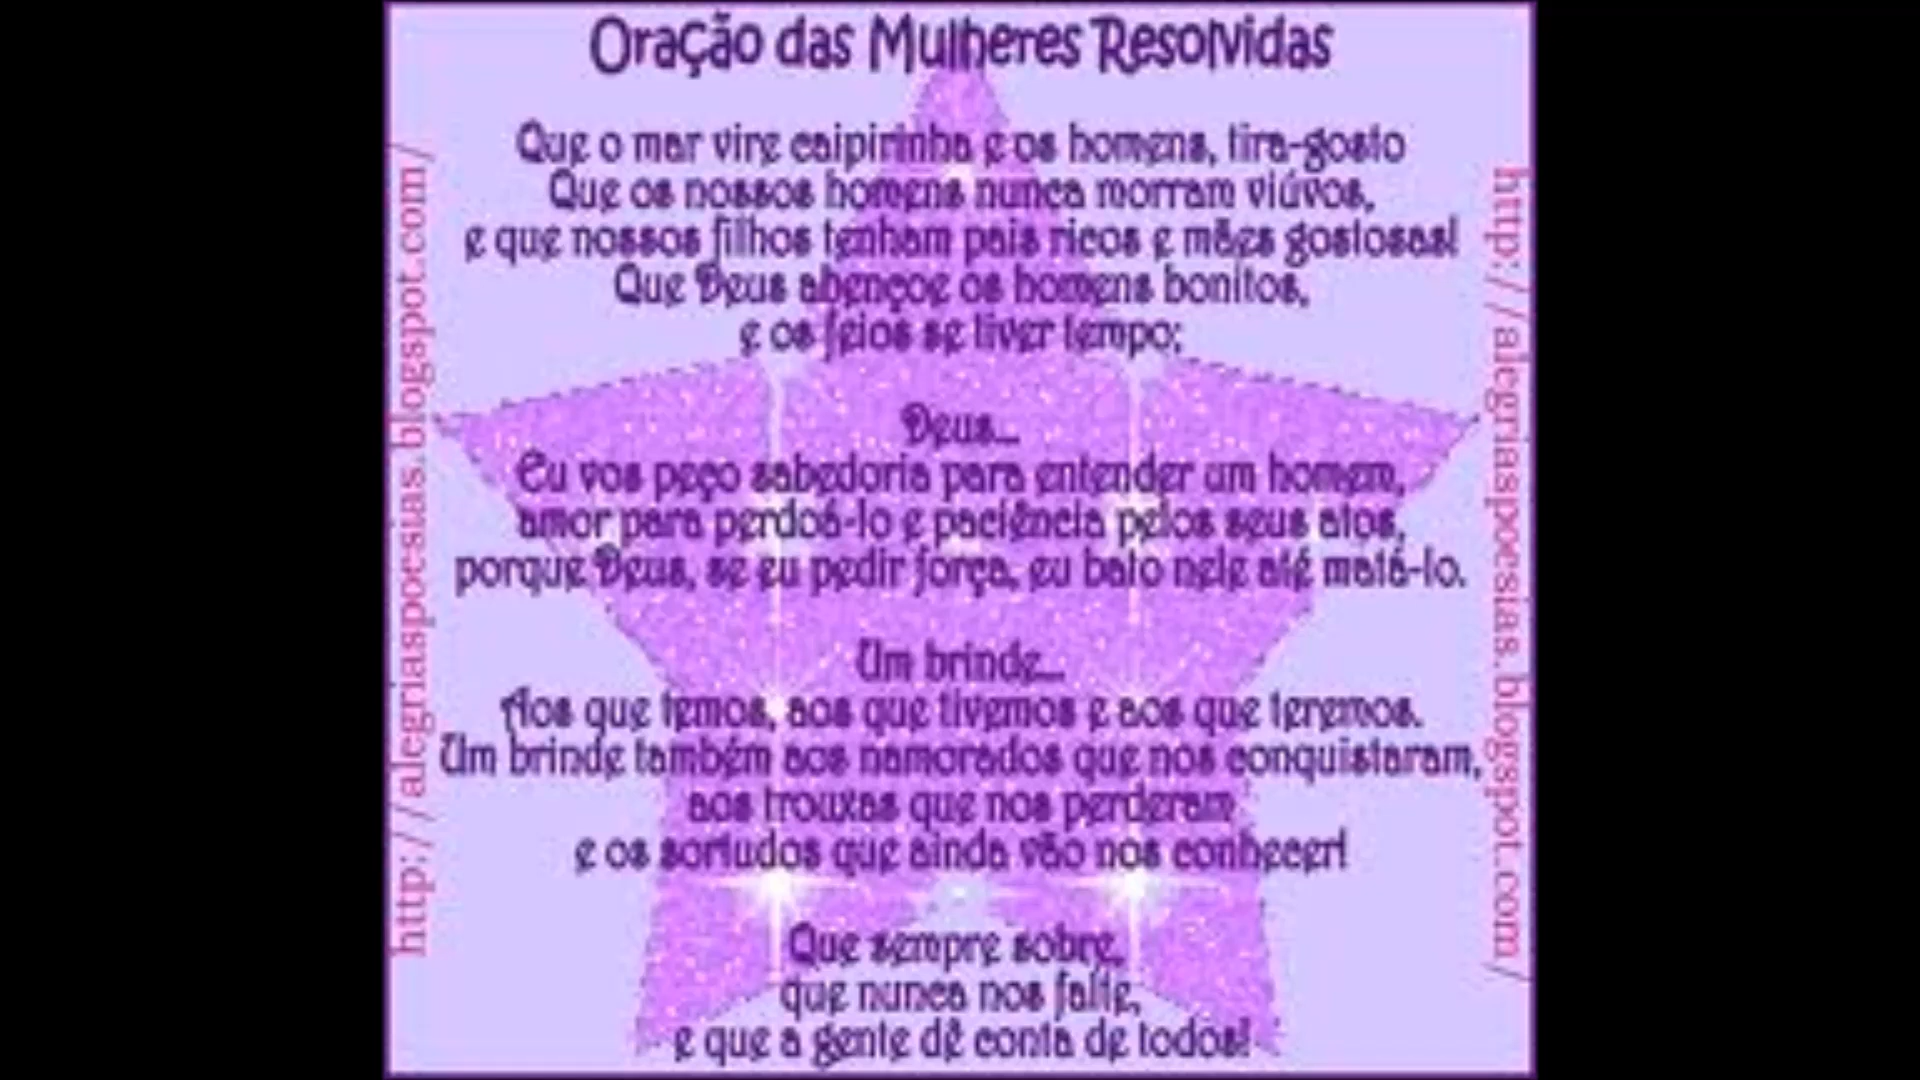 Oração das Mulheres Resolvidas
Que o mar vire caipirinha e os homens, tira-gosto
Que os nossos homens nunca morram viúvos,
e que nossos filhos tenham pais ricos e mães gostosas!
Que Deus abençoe os homens bonitos,
e os feios se tiver tempo;
Deus...
Eu vos peço sabedoria para entender um homem,
amor para perdoá-lo e paciência pelos seus atos,
porque Deus, se eu pedir força, eu bato nele até matá-lo.
Um brinde...
Aos que temos, aos que tivemos e aos que teremos.
Um brinde também aos namorados que nos conquistaram,
aos trouxas que nos perderam
e os sortudos que ainda vão nos conhecer!
Que sempre sobre,
que nunca nos falte,
e que a gente dê conta de todos!
http://alegriaspoesias.blogspot.com/
http://alegriaspoesias.blogspot.com/